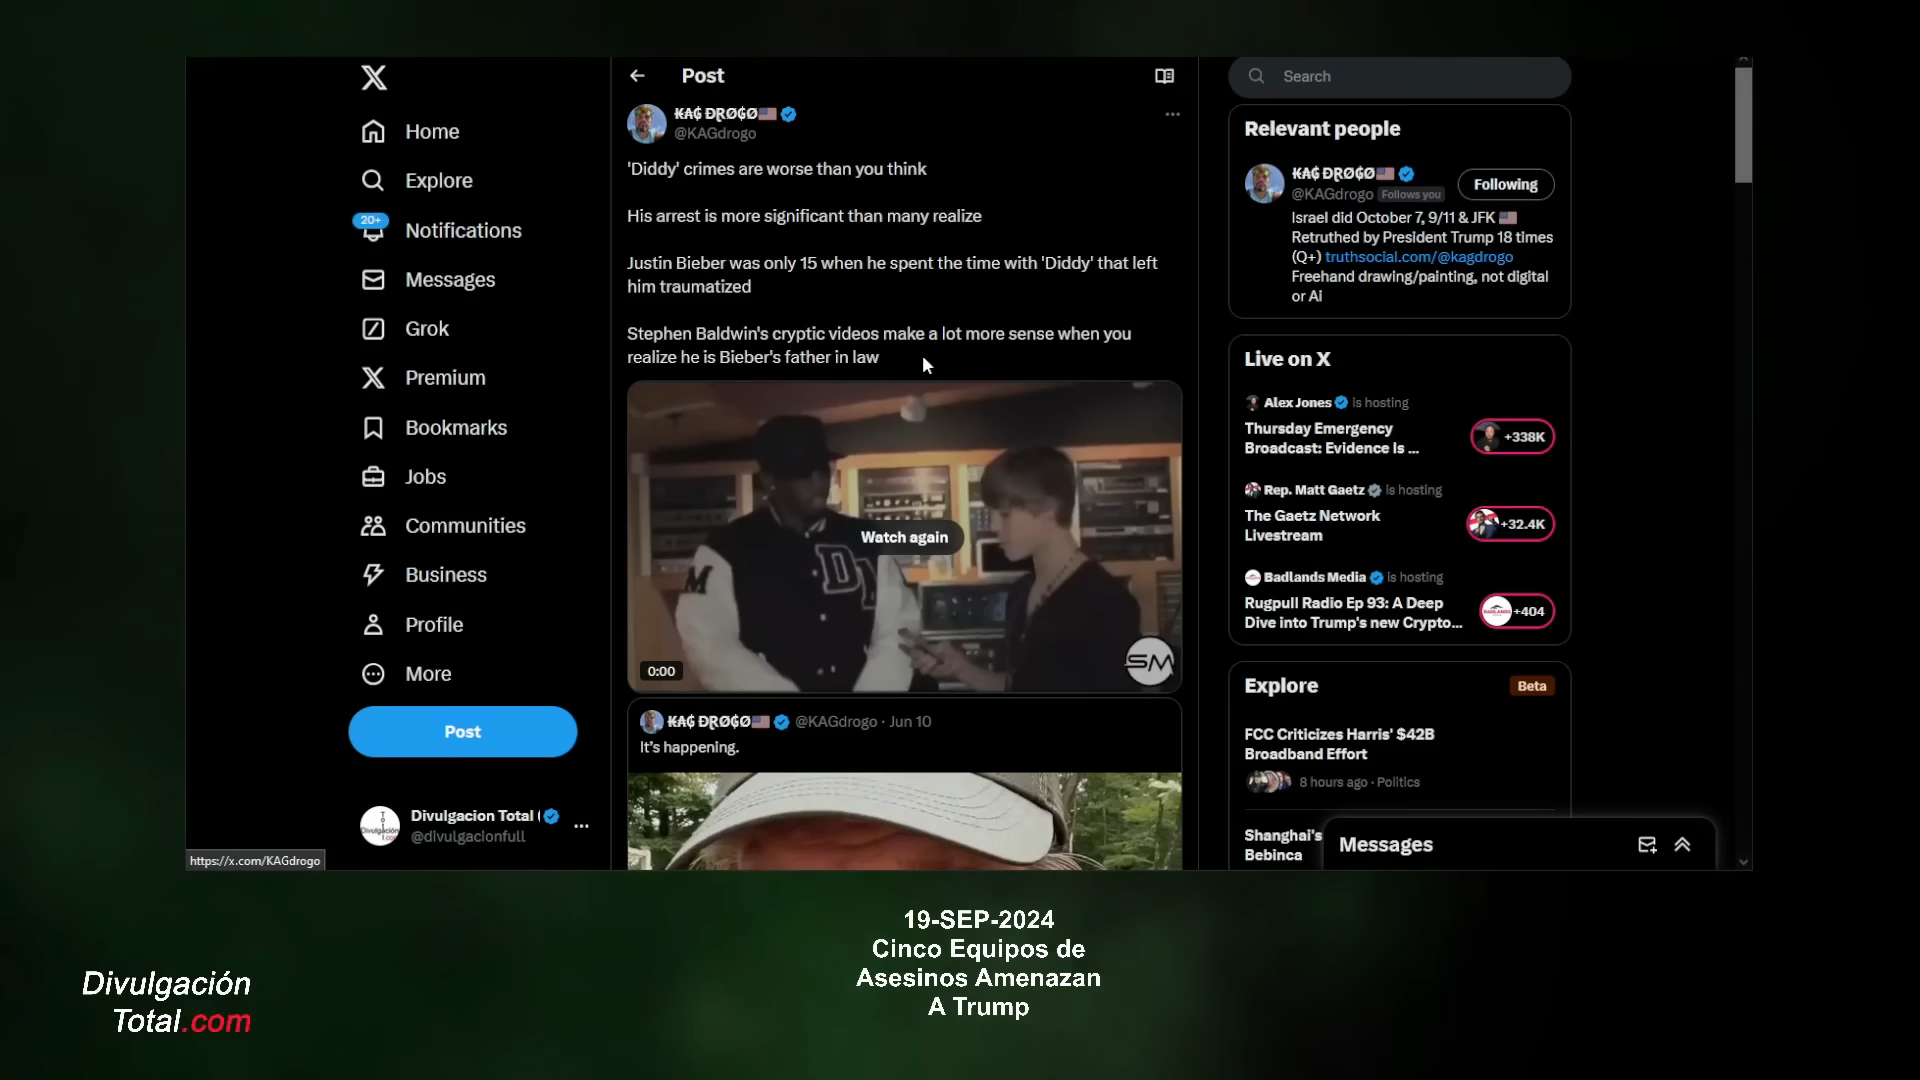 Home
Explore
20+
Notifications
Messages
Grok
Premium
Bookmarks
Jobs
Communities
Business
Profile
More
Post
Divulgacion Total (
@divulgacionfull
https://x.com/KAGdrogo
Post
₭₳₲ ĐⱤØ₲Ø
@KAGdrogo
'Diddy' crimes are worse than you think
His arrest is more significant than many realize
Justin Bieber was only 15 when he spent the time with 'Diddy' that left
him traumatized
Stephen Baldwin's cryptic videos make a lot more sense when you
realize he is Bieber's father in law
Watch again
0:00
SM
₭₳₲ ĐⱤØ₲Ø @KAGdrogo · Jun 10
It's happening.
Search
Relevant people
₭₳₲ ĐⱤØ₲Ø
@KAGdrogo Follows you
Following
Israel did October 7, 9/11 & JFK
Retruthed by President Trump 18 times
(Q+) truthsocial.com/@kagdrogo
Freehand drawing/painting, not digital
or Ai
Live on X
Alex Jones is hosting
Thursday Emergency
Broadcast: Evidence Is ...
+338K
Rep. Matt Gaetz is hosting
The Gaetz Network
Livestream
+32.4K
Badlands Media is hosting
Rugpull Radio Ep 93: A Deep
Dive into Trump's new Crypto...
+404
Explore
Beta
FCC Criticizes Harris' $42B
Broadband Effort
8 hours ago · Politics
Shanghai's
Bebinca
Messages
19-SEP-2024
Cinco Equipos de
Asesinos Amenazan
A Trump
Divulgación
Total.com